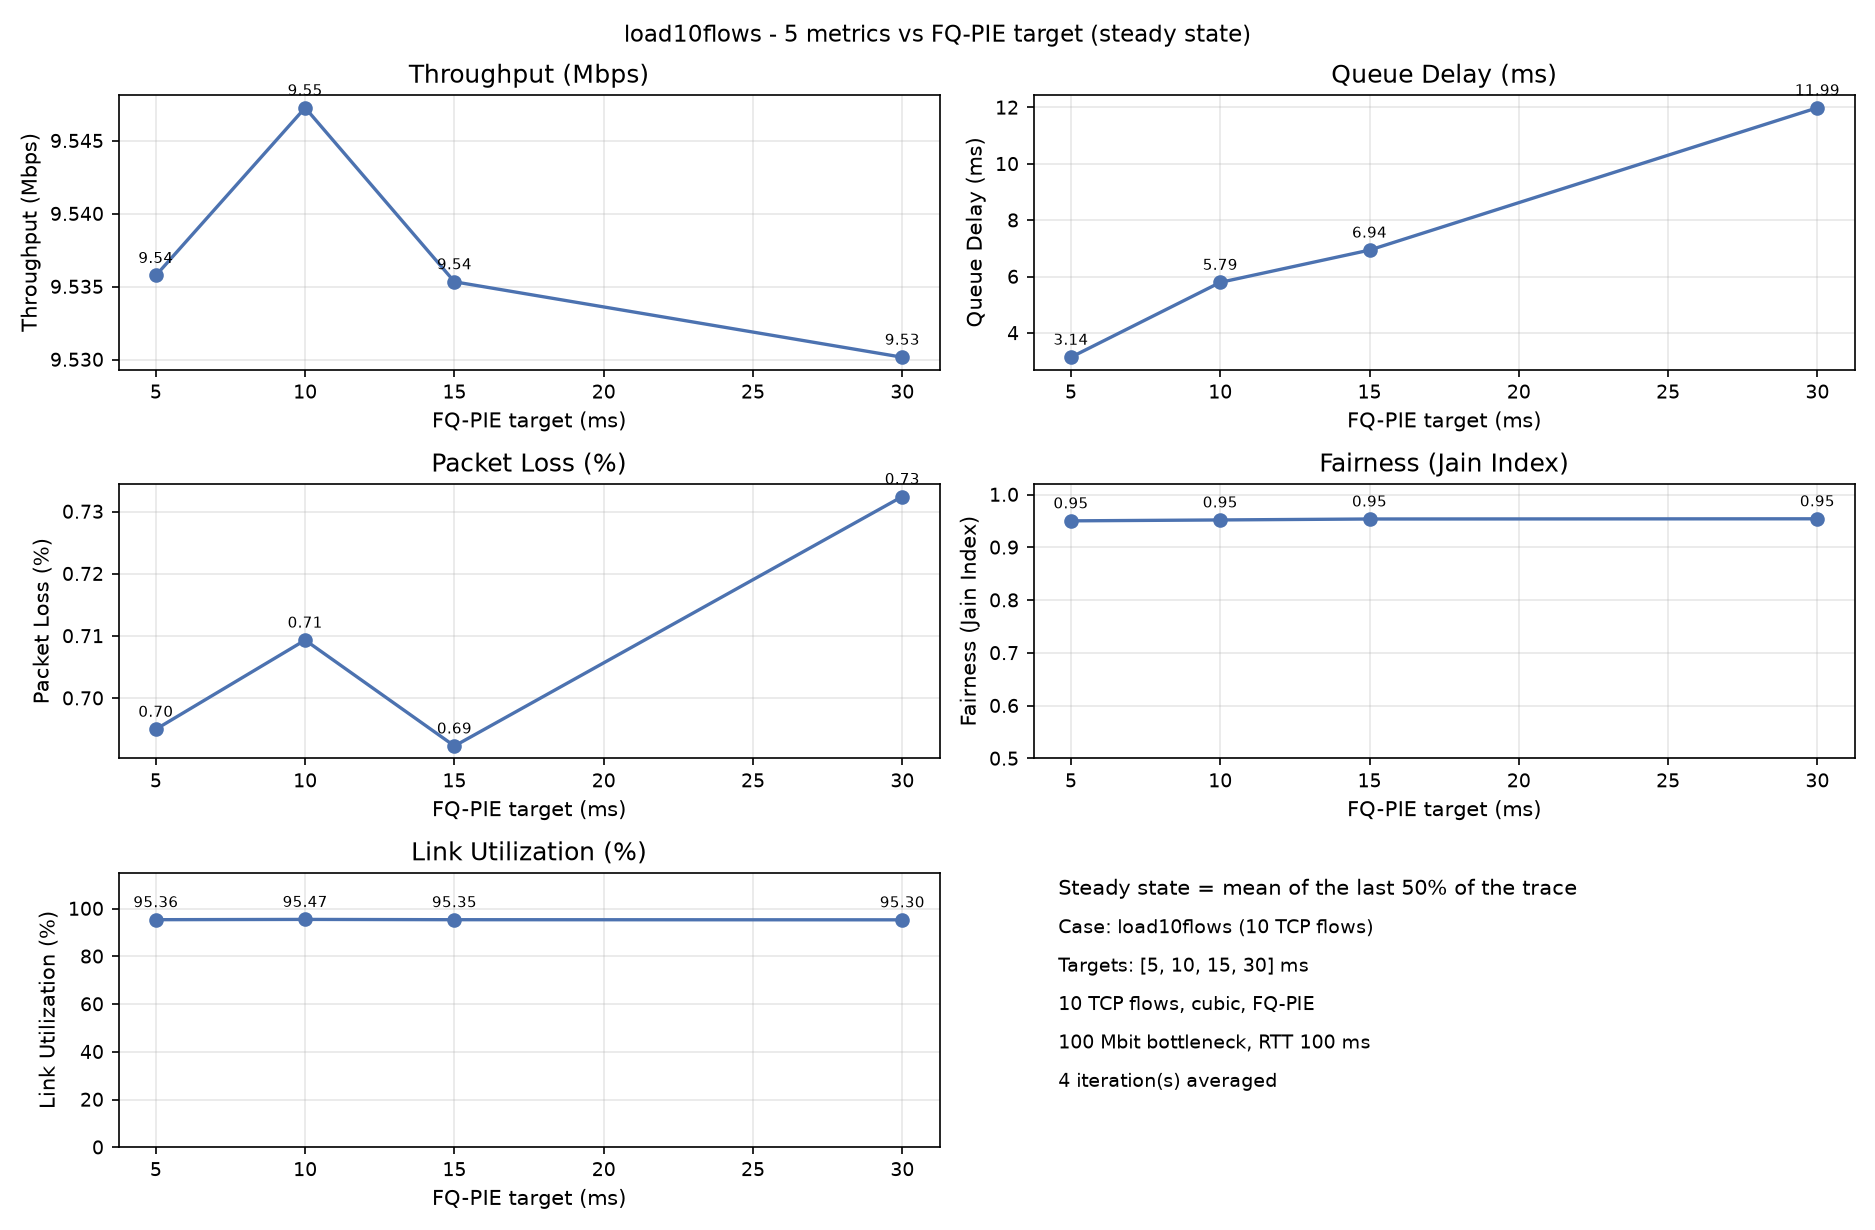 load10flows - 5 metrics vs FQ-PIE target (steady state)
Throughput (Mbps)
Throughput (Mbps)
9.545
9.540
9.535
9.530
9.54
9.55
9.54
9.53
5 10 15 20 25 30
FQ-PIE target (ms)
Queue Delay (ms)
Queue Delay (ms)
12
10
8
6
4
3.14
5.79
6.94
11.99
5 10 15 20 25 30
FQ-PIE target (ms)
Packet Loss (%)
Packet Loss (%)
0.73
0.72
0.71
0.70
0.70
0.71
0.69
0.73
5 10 15 20 25 30
FQ-PIE target (ms)
Fairness (Jain Index)
Fairness (Jain Index)
1.0
0.9
0.8
0.7
0.6
0.5
0.95
0.95
0.95
0.95
5 10 15 20 25 30
FQ-PIE target (ms)
Link Utilization (%)
Link Utilization (%)
100
80
60
40
20
0
95.36
95.47
95.35
95.30
5 10 15 20 25 30
FQ-PIE target (ms)
Steady state = mean of the last 50% of the trace
Case: load10flows (10 TCP flows)
Targets: [5, 10, 15, 30] ms
10 TCP flows, cubic, FQ-PIE
100 Mbit bottleneck, RTT 100 ms
4 iteration(s) averaged